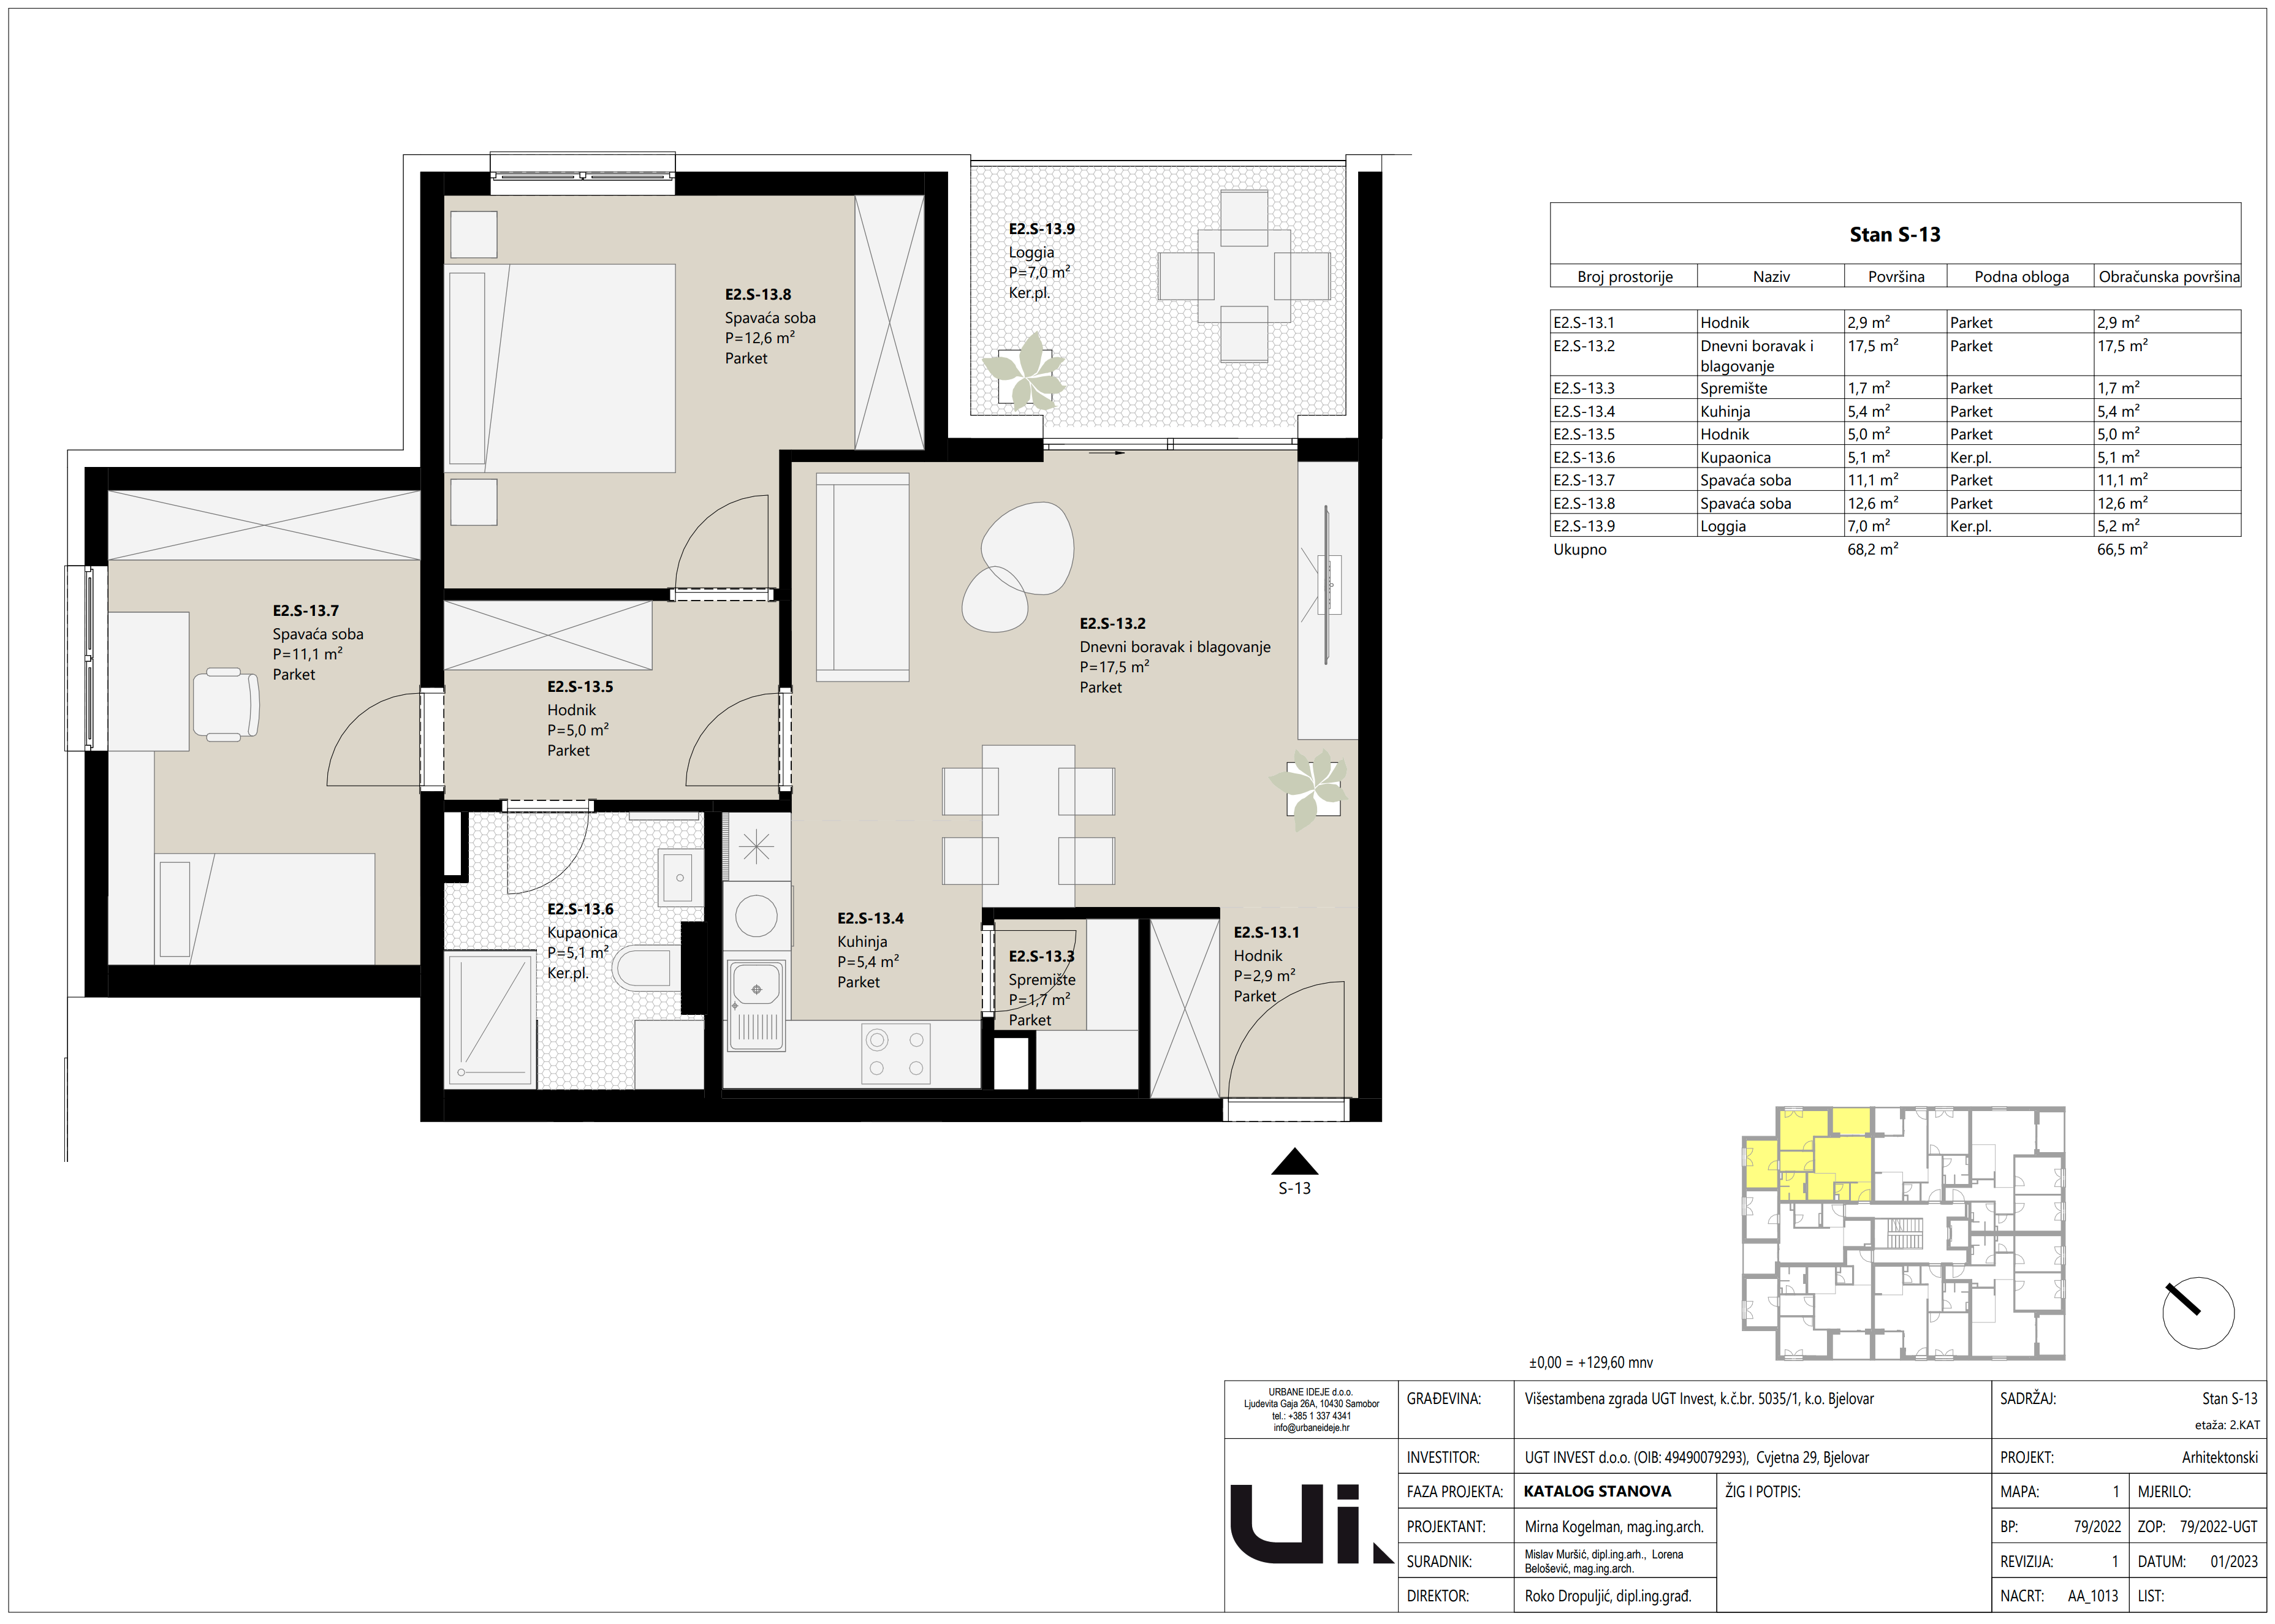 E2.S-13.9
Loggia
P=7,0 m²
Ker.pl.
E2.S-13.8
Spavaća soba
P=12,6 m²
Parket
E2.S-13.7
Spavaća soba
P=11,1 m²
Parket
E2.S-13.5
Hodnik
P=5,0 m²
Parket
E2.S-13.2
Dnevni boravak i blagovanje
P=17,5 m²
Parket
E2.S-13.6
Kupaonica
P=5,1 m²
Ker.pl.
E2.S-13.4
Kuhinja
P=5,4 m²
Parket
E2.S-13.3
Spremište
P=1,7 m²
Parket
E2.S-13.1
Hodnik
P=2,9 m²
Parket
S-13
Stan S-13
Broj prostorije Naziv Površina Podna obloga Obračunska površina
E2.S-13.1 Hodnik 2,9 m² Parket 2,9 m²
E2.S-13.2 Dnevni boravak i 17,5 m² Parket 17,5 m²
blagovanje
E2.S-13.3 Spremište 1,7 m² Parket 1,7 m²
E2.S-13.4 Kuhinja 5,4 m² Parket 5,4 m²
E2.S-13.5 Hodnik 5,0 m² Parket 5,0 m²
E2.S-13.6 Kupaonica 5,1 m² Ker.pl. 5,1 m²
E2.S-13.7 Spavaća soba 11,1 m² Parket 11,1 m²
E2.S-13.8 Spavaća soba 12,6 m² Parket 12,6 m²
E2.S-13.9 Loggia 7,0 m² Ker.pl. 5,2 m²
Ukupno 68,2 m² 66,5 m²
±0,00 = +129,60 mnv
URBANE IDEJE d.o.o.
Ljudevita Gaja 26A, 10430 Samobor
tel.: +385 1 337 4341
info@urbaneideje.hr
ui
GRAĐEVINA: Višestambena zgrada UGT Invest, k.č.br. 5035/1, k.o. Bjelovar
INVESTITOR: UGT INVEST d.o.o. (OIB: 49490079293), Cvjetna 29, Bjelovar
FAZA PROJEKTA: KATALOG STANOVA
PROJEKTANT: Mirna Kogelman, mag.ing.arch.
SURADNIK: Mislav Muršić, dipl.ing.arh., Lorena
Belošević, mag.ing.arch.
DIREKTOR: Roko Dropuljić, dipl.ing.građ.
ŽIG I POTPIS:
SADRŽAJ: Stan S-13
etaža: 2.KAT
PROJEKT: Arhitektonski
MAPA: 1 MJERILO:
BP: 79/2022 ZOP: 79/2022-UGT
REVIZIJA: 1 DATUM: 01/2023
NACRT: AA_1013 LIST: